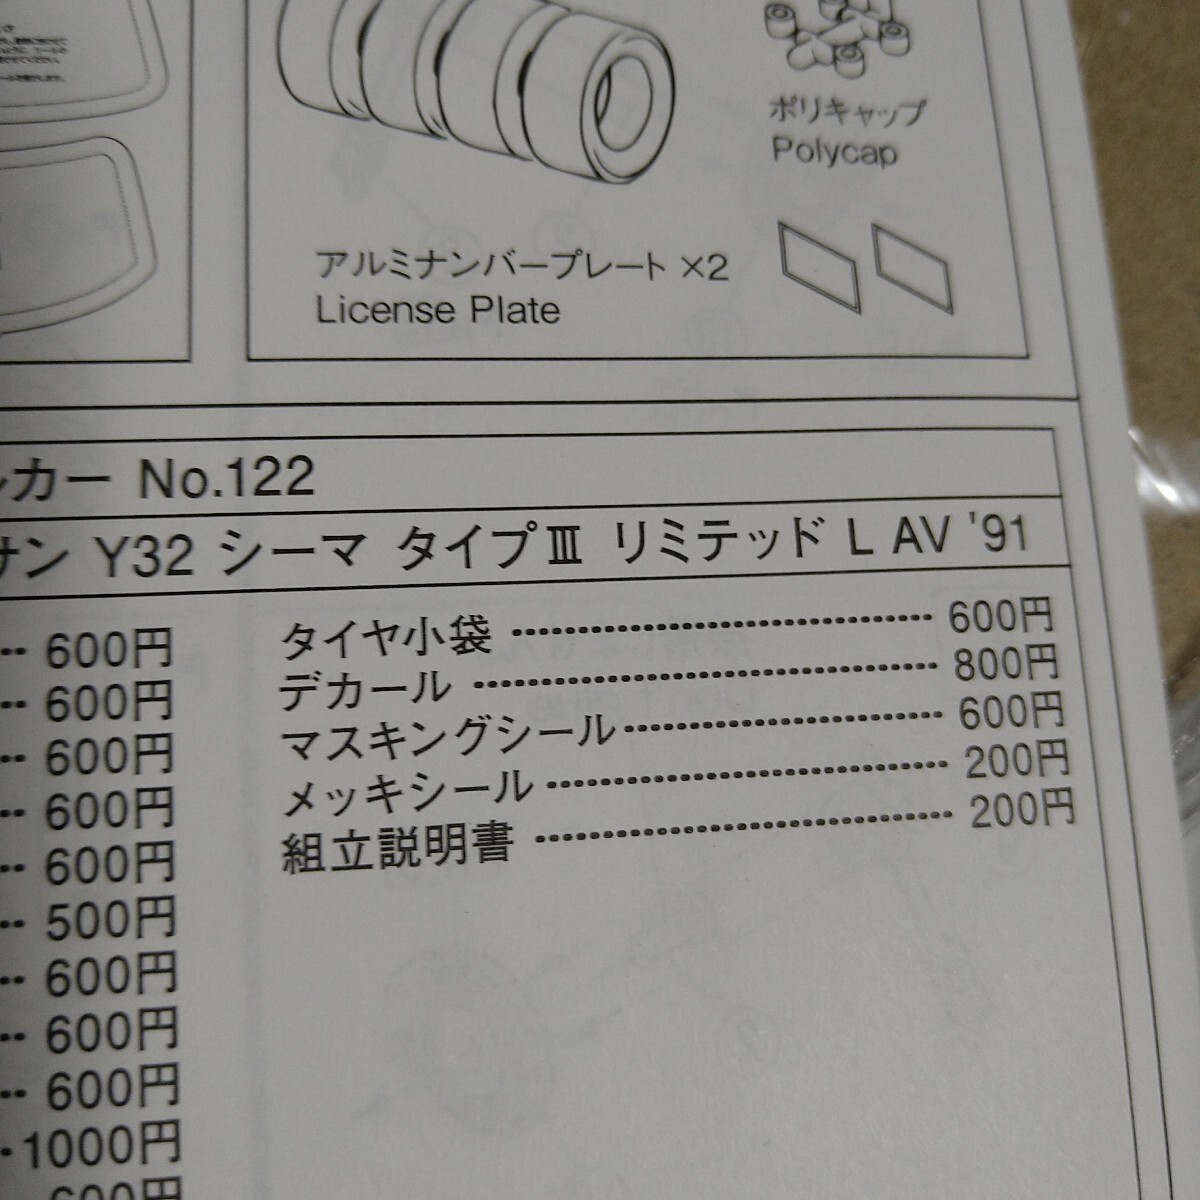 ポリキャップ
Polycap
アルミナンバープレート ×2
License Plate
カー No.122
サン Y32 シーマ タイプⅢ リミテッド L AV '91
600円
600円
600円
600円
600円
500円
600円
600円
600円
1000円
600円
タイヤ小袋 600円
デカール 800円
マスキングシール 600円
メッキシール 200円
組立説明書 200円